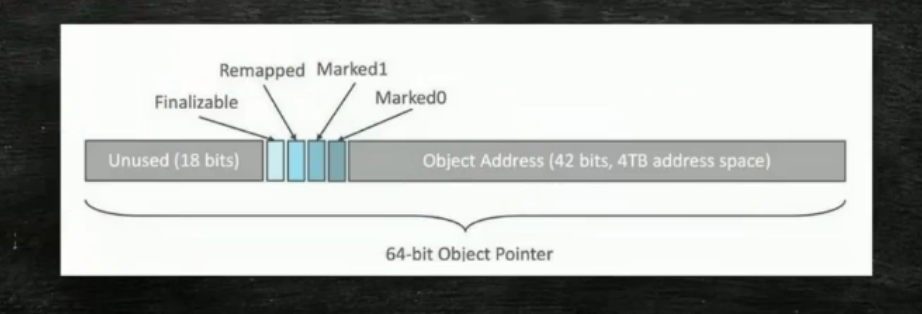 Remapped Marked1
Finalizable
Marked0
Unused (18 bits)
Object Address (42 bits, 4TB address space)
64-bit Object Pointer